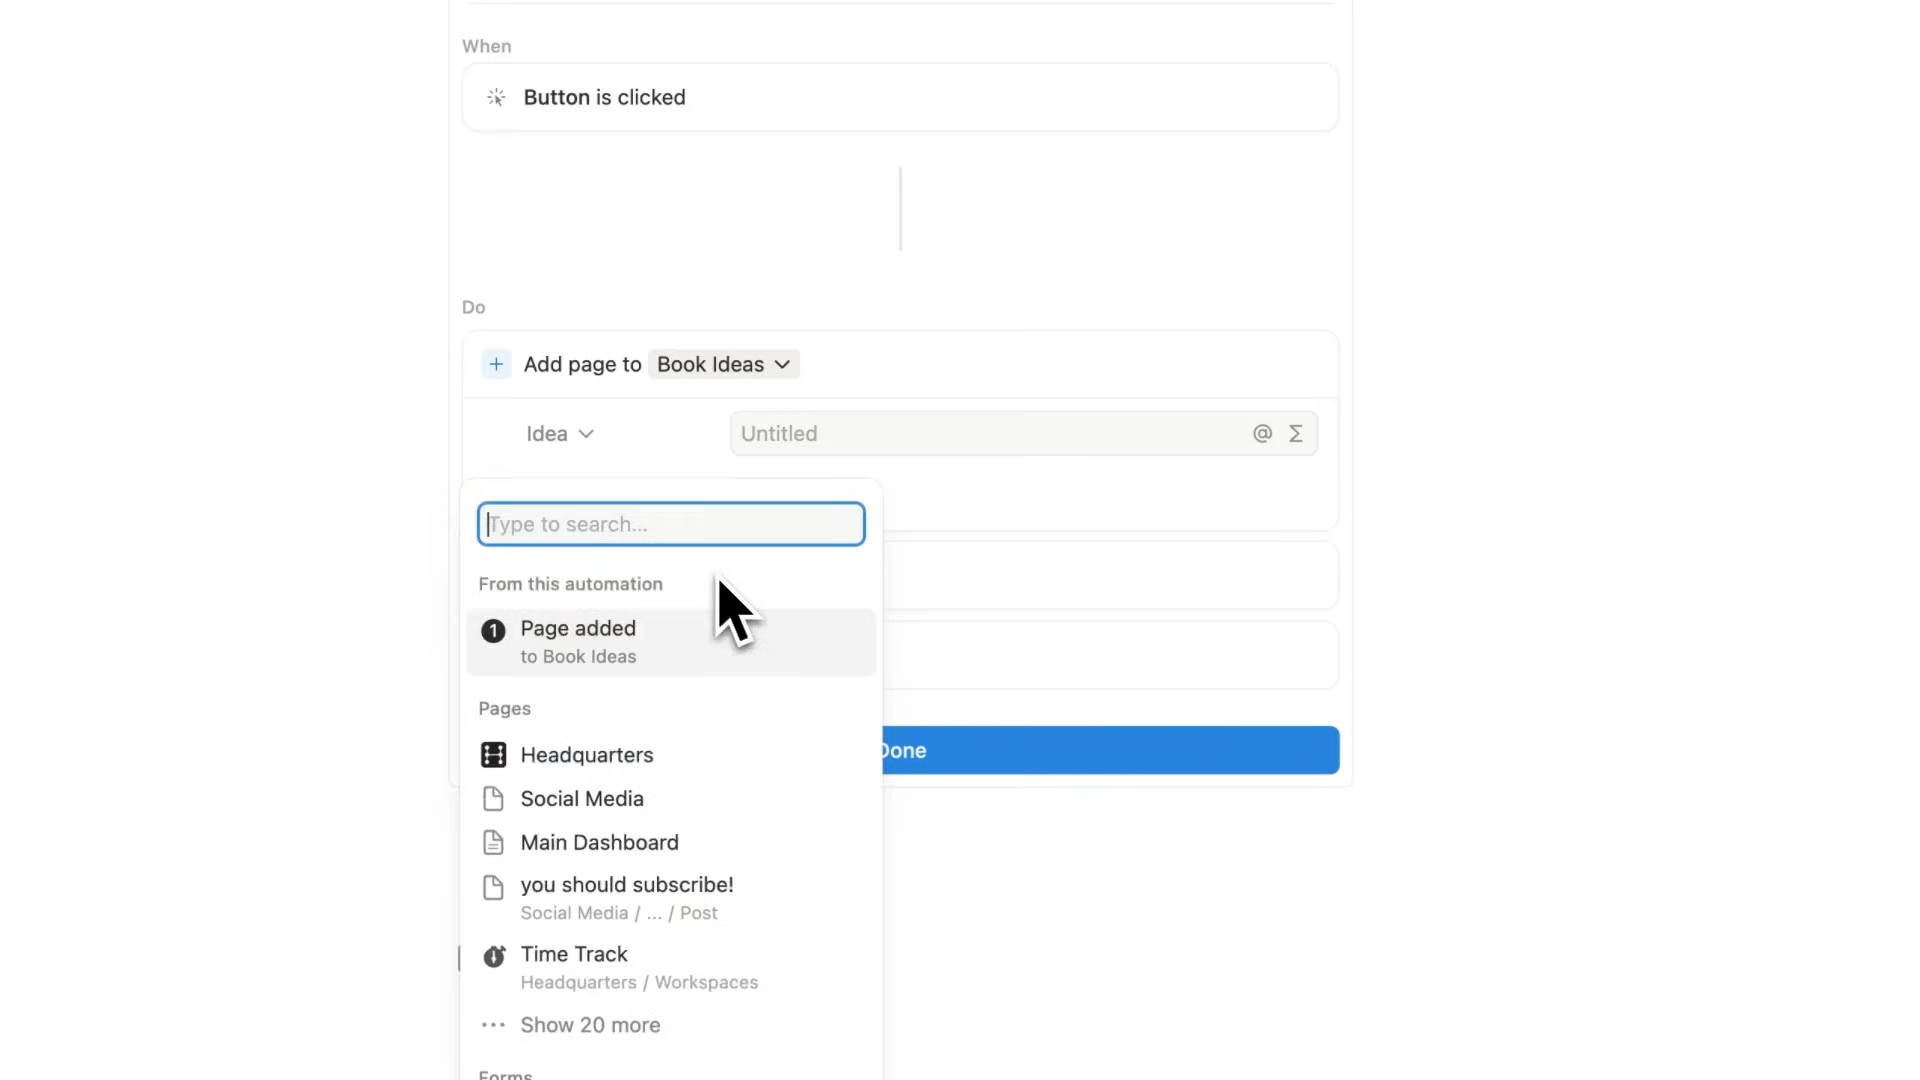 When
Button is clicked
Do
Add page to Book Ideas
Idea
Untitled @ Σ
Type to search...
From this automation
1 Page added
to Book Ideas
Pages
Headquarters
Social Media
Main Dashboard
you should subscribe!
Social Media / ... / Post
Time Track
Headquarters / Workspaces
Show 20 more
Forms
Done